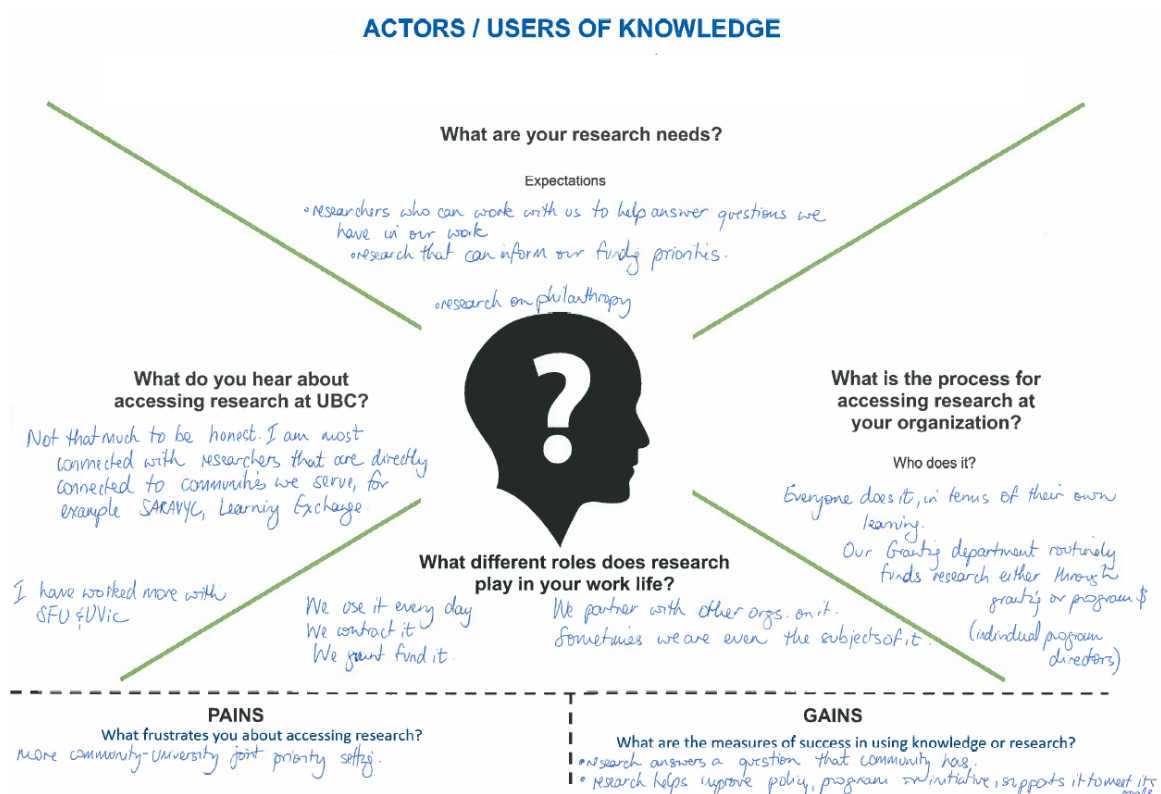 ACTORS / USERS OF KNOWLEDGE
What are your research needs?
Expectations
• researchers who can work with us to help answer questions we
have in our work
• research that can inform our funding priorities.
• research on philanthropy
What do you hear about
accessing research at UBC?
Not that much to be honest. I am most
connected with researchers that are directly
connected to communities we serve, for
example SARAVYC, Learning Exchange.
I have worked more with
SFU & UVic
What is the process for
accessing research at
your organization?
Who does it?
Everyone does it, in terms of their own
learning.
Our Granting department routinely
funds research either through
granting or program $
(individual program
directors)
What different roles does research
play in your work life?
We use it every day
We contract it
We grant fund it.
We partner with other orgs. on it.
Sometimes we are even the subjects of it.
PAINS
What frustrates you about accessing research?
more community-university joint priority setting.
GAINS
What are the measures of success in using knowledge or research?
• research answers a question that community has.
• research helps improve policy, program or initiative, supports it to meet its
goals